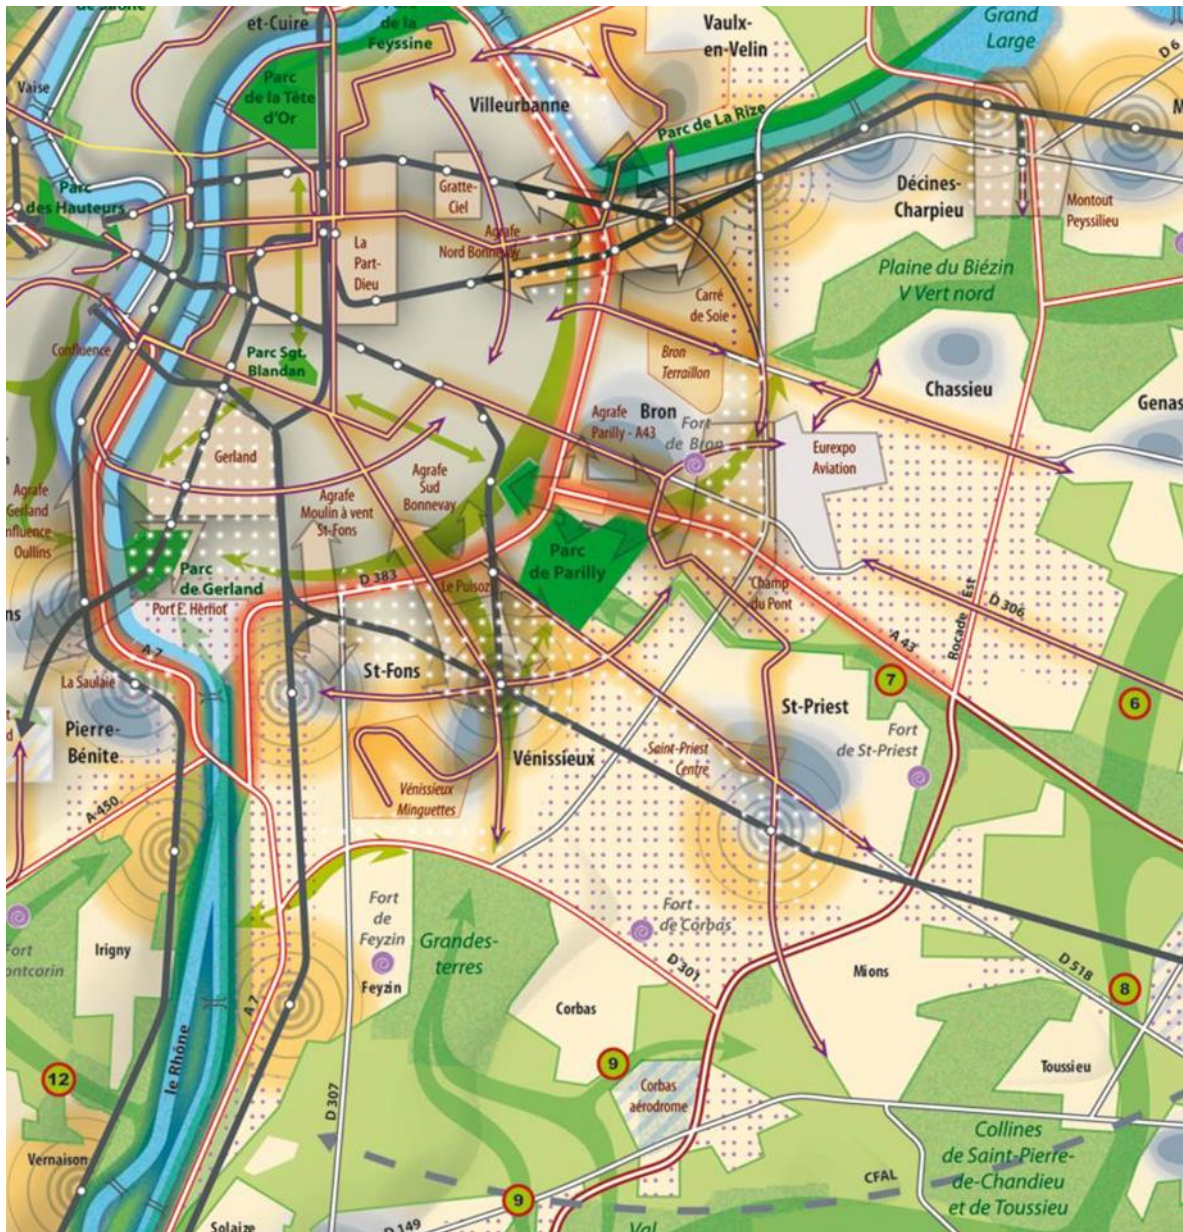 et-Cuire
de la
Feyssine
Vaulx-
en-Velin
Grand
Large
D 6
Vaise
Parc
de la Tête
d'Or
Villeurbanne
Parc de La Rize
Parc
des Hauteurs
Gratte-
Ciel
Décines-
Charpieu
Montout
Peyssilieu
Agrafe
Nord Bonnevay
La
Part-
Dieu
Plaine du Biézin
V Vert nord
Carré
de Soie
Confluence
Parc Sgt.
Blandan
Bron
Terraillon
Chassieu
Genas
Agrafe
Parilly - A43
Bron
Fort
de Bron
Eurexpo
Aviation
Gerland
Agrafe
Sud
Bonnevay
Agrafe
Gerland
nfluence
Oullins
Agrafe
Moulin à vent
St-Fons
Parc
de Parilly
Parc
de Gerland
Port E. Herriot
D 383
Le Puisoz
Champ
du Pont
Est
D 306
Rocade
A 43
ns
A 7
La Saulaie
St-Fons
7
6
Pierre-
Bénite
St-Priest
Fort
de St-Priest
Saint-Priest
Centre
Vénissieux
Vénissieux
Minguettes
A 450
Fort
de
Feyzin
Fort
de Corbas
Fort
ontcorin
Irigny
Grandes-
terres
Feyzin
D 301
Mions
D 518
8
A 7
Corbas
le Rhône
12
9
Corbas
aérodrome
Toussieu
D 307
Collines
de Saint-Pierre-
de-Chandieu
et de Toussieu
Vernaison
CFAL
9
Solaize
D 149
Val